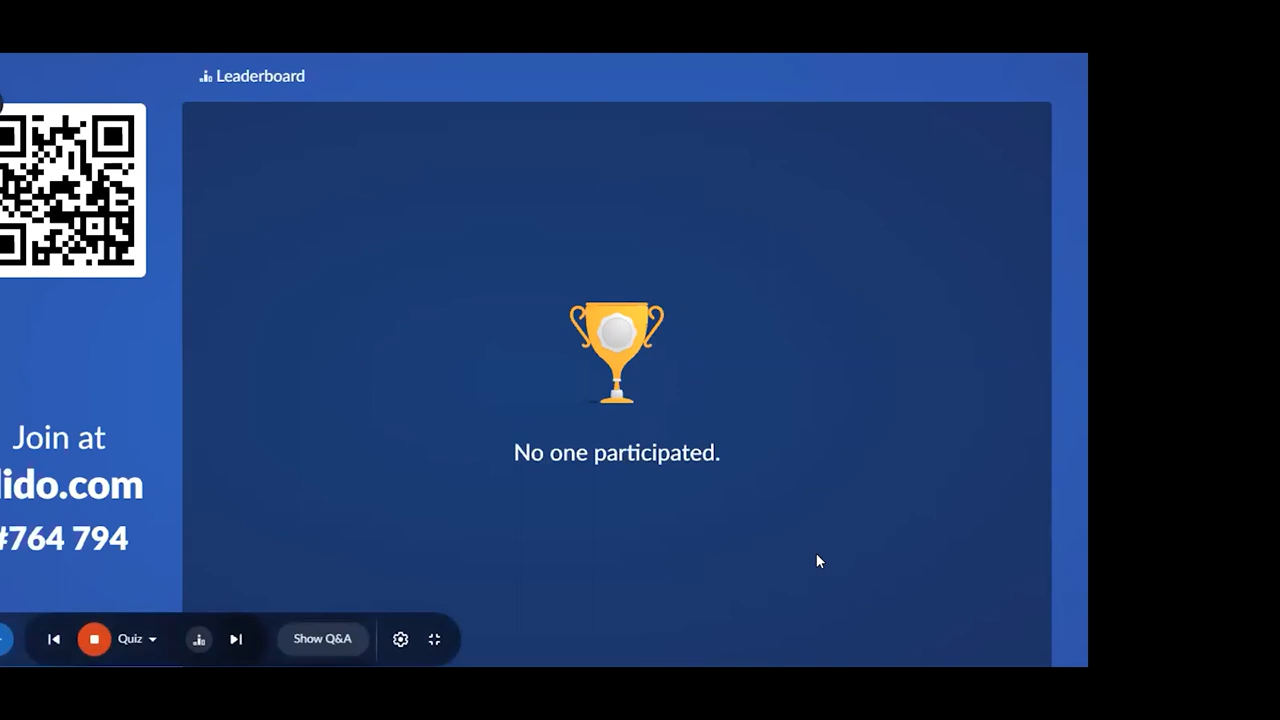 Leaderboard
Join at
lido.com
#764 794
No one participated.
Quiz
Show Q&A